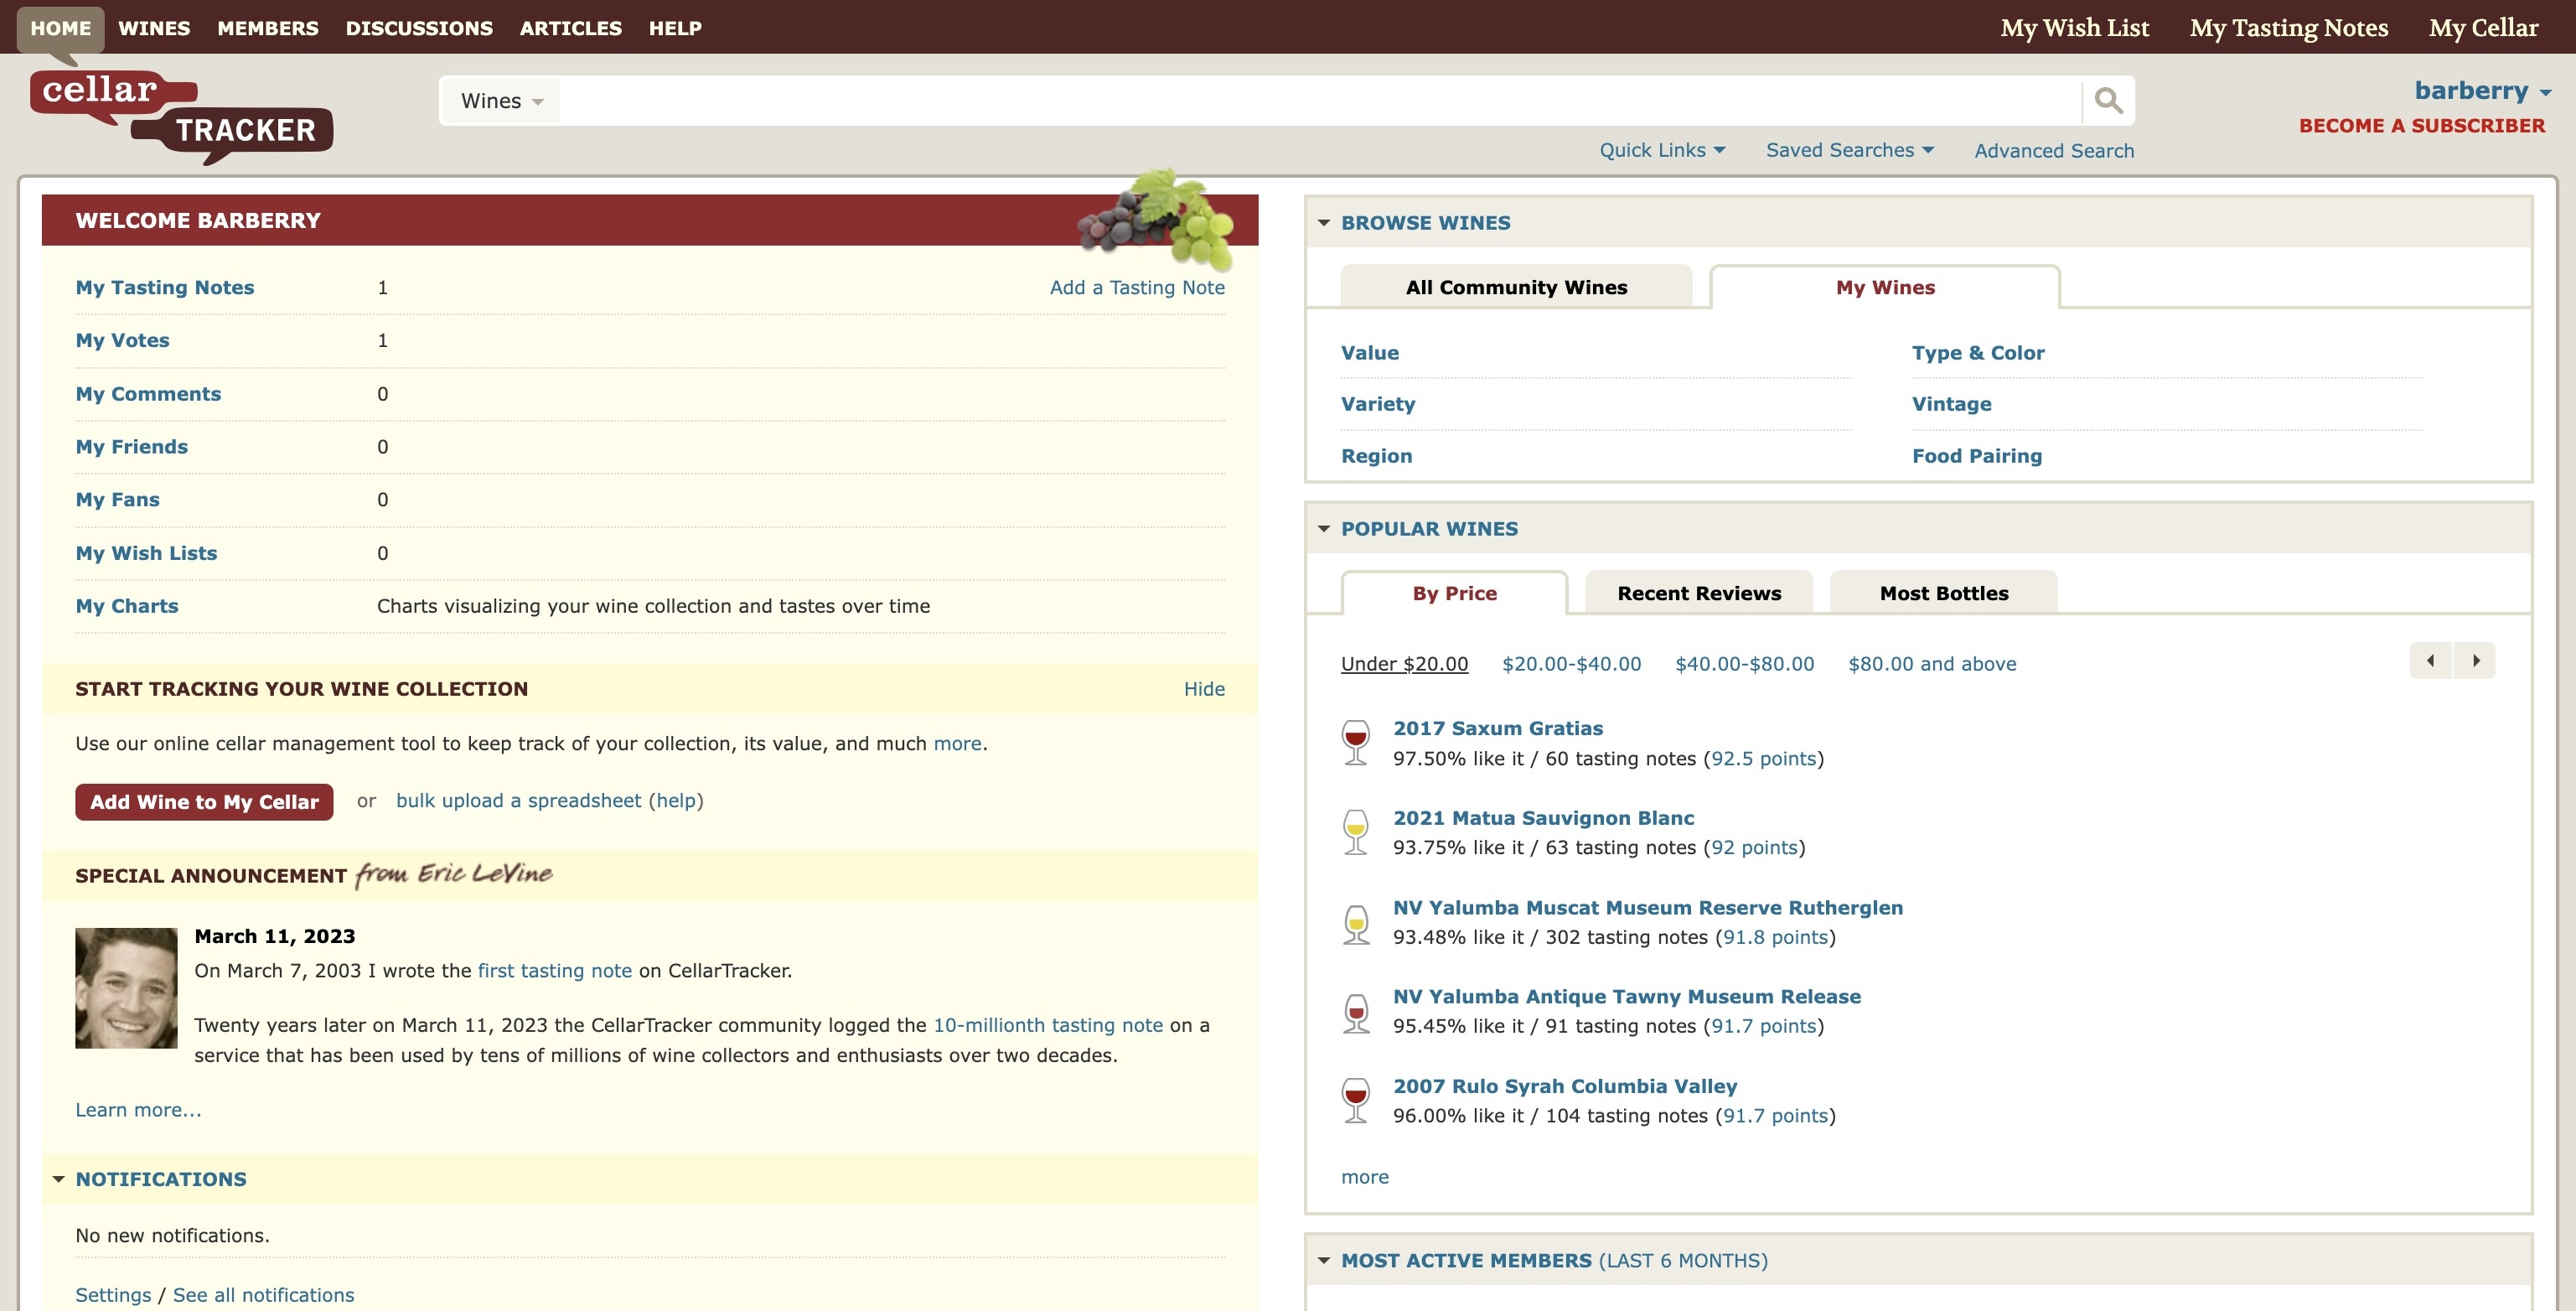 HOME WINES MEMBERS DISCUSSIONS ARTICLES HELP My Wish List My Tasting Notes My Cellar
cellar
TRACKER
Wines
barberry
BECOME A SUBSCRIBER
Quick Links Saved Searches Advanced Search
WELCOME BARBERRY
My Tasting Notes 1 Add a Tasting Note
My Votes 1
My Comments 0
My Friends 0
My Fans 0
My Wish Lists 0
My Charts Charts visualizing your wine collection and tastes over time
START TRACKING YOUR WINE COLLECTION Hide
Use our online cellar management tool to keep track of your collection, its value, and much more.
Add Wine to My Cellar or bulk upload a spreadsheet (help)
SPECIAL ANNOUNCEMENT from Eric LeVine
March 11, 2023
On March 7, 2003 I wrote the first tasting note on CellarTracker.
Twenty years later on March 11, 2023 the CellarTracker community logged the 10-millionth tasting note on a
service that has been used by tens of millions of wine collectors and enthusiasts over two decades.
Learn more...
NOTIFICATIONS
No new notifications.
Settings / See all notifications
BROWSE WINES
All Community Wines My Wines
Value Type & Color
Variety Vintage
Region Food Pairing
POPULAR WINES
By Price Recent Reviews Most Bottles
Under $20.00 $20.00-$40.00 $40.00-$80.00 $80.00 and above
2017 Saxum Gratias
97.50% like it / 60 tasting notes (92.5 points)
2021 Matua Sauvignon Blanc
93.75% like it / 63 tasting notes (92 points)
NV Yalumba Muscat Museum Reserve Rutherglen
93.48% like it / 302 tasting notes (91.8 points)
NV Yalumba Antique Tawny Museum Release
95.45% like it / 91 tasting notes (91.7 points)
2007 Rulo Syrah Columbia Valley
96.00% like it / 104 tasting notes (91.7 points)
more
MOST ACTIVE MEMBERS (LAST 6 MONTHS)